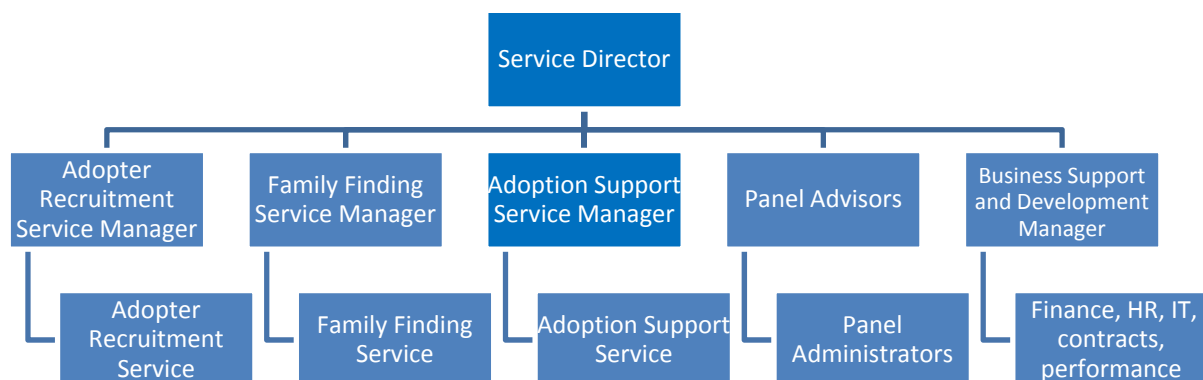 Service Director
Adopter
Recruitment
Service Manager
Family Finding
Service Manager
Adoption Support
Service Manager
Panel Advisors
Business Support
and Development
Manager
Adopter
Recruitment
Service
Family Finding
Service
Adoption Support
Service
Panel
Administrators
Finance, HR, IT,
contracts,
performance